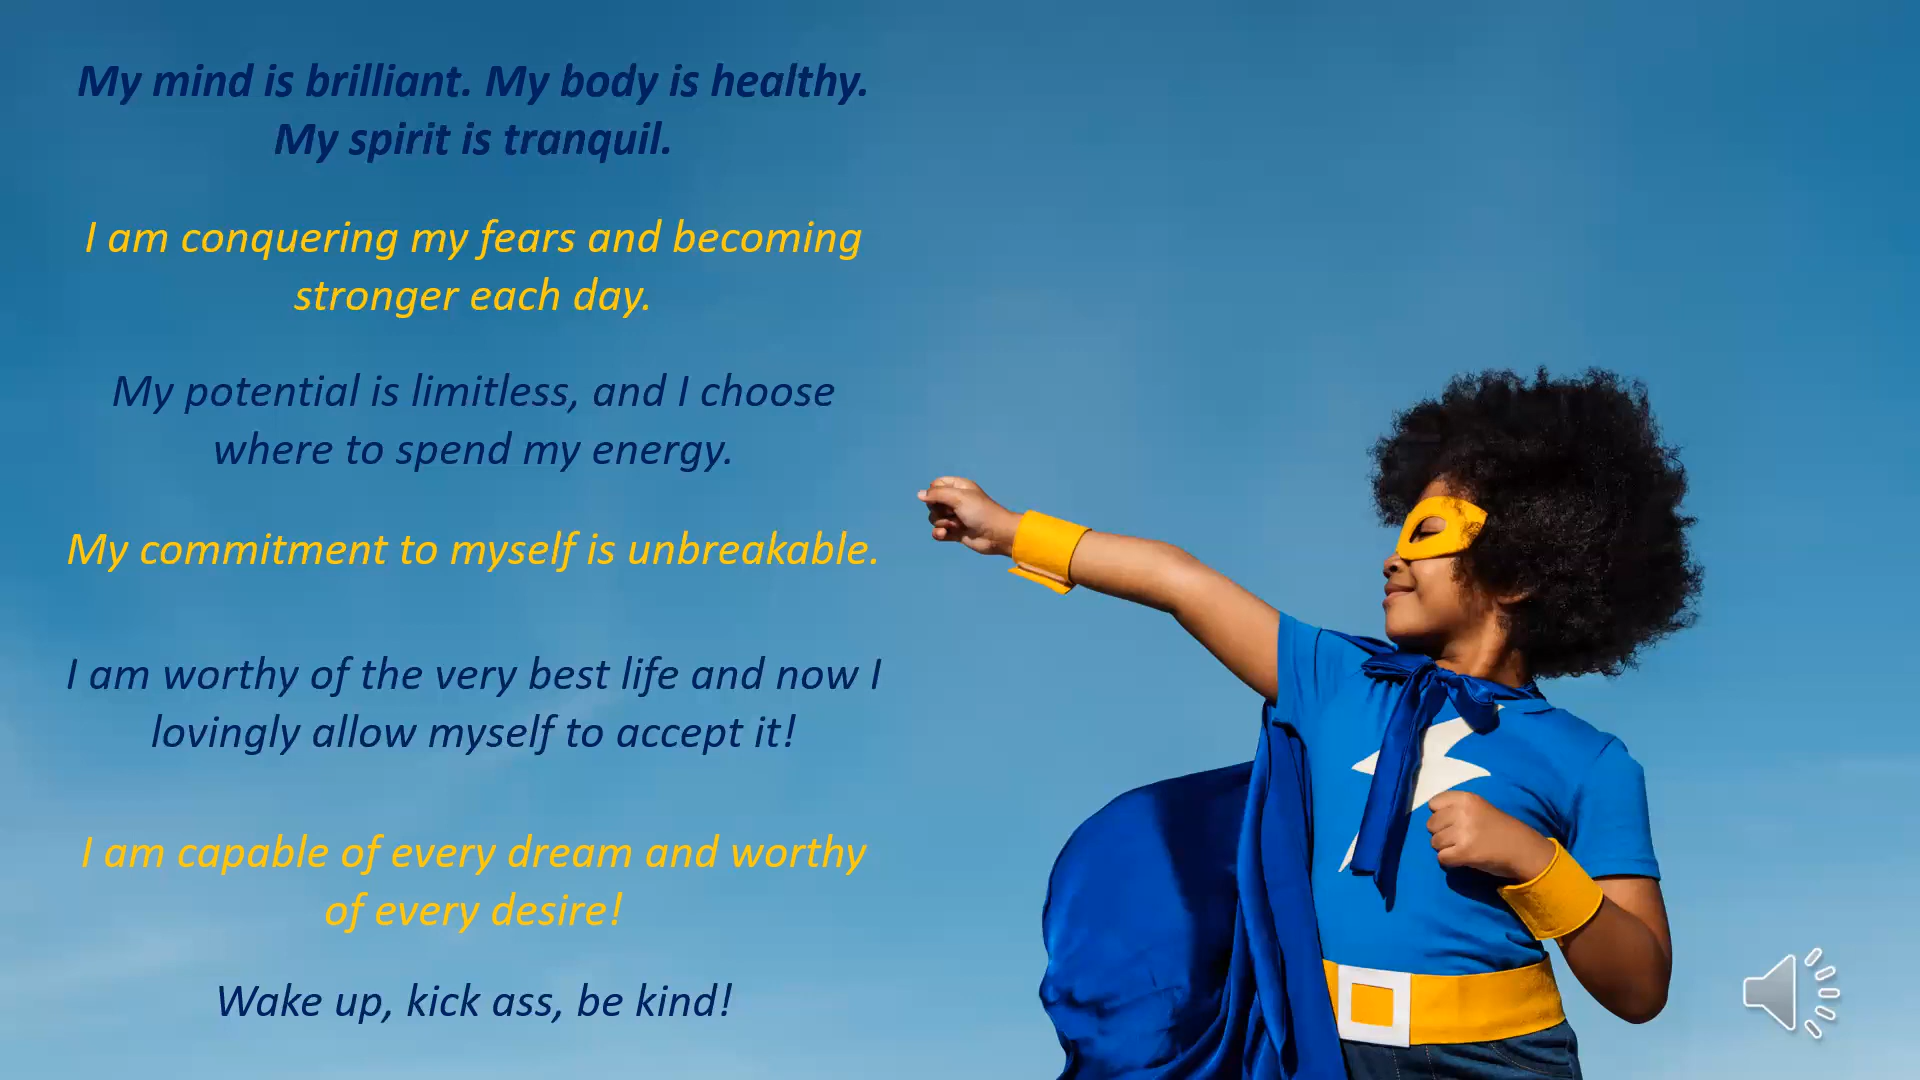 My mind is brilliant. My body is healthy.
My spirit is tranquil.
I am conquering my fears and becoming
stronger each day.
My potential is limitless, and I choose
where to spend my energy.
My commitment to myself is unbreakable.
I am worthy of the very best life and now I
lovingly allow myself to accept it!
I am capable of every dream and worthy
of every desire!
Wake up, kick ass, be kind!